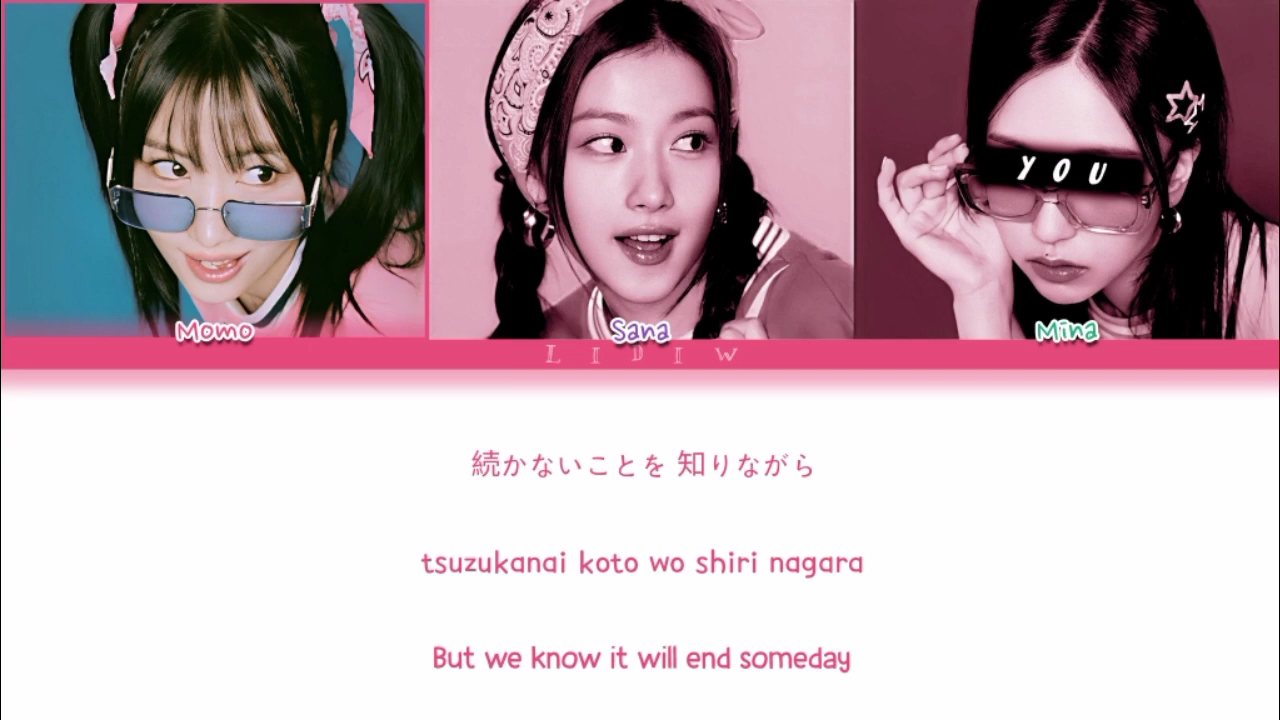 YOU
Momo
Sana
Mina
LIDIW
続かないことを 知りながら
tsuzukanai koto wo shiri nagara
But we know it will end someday